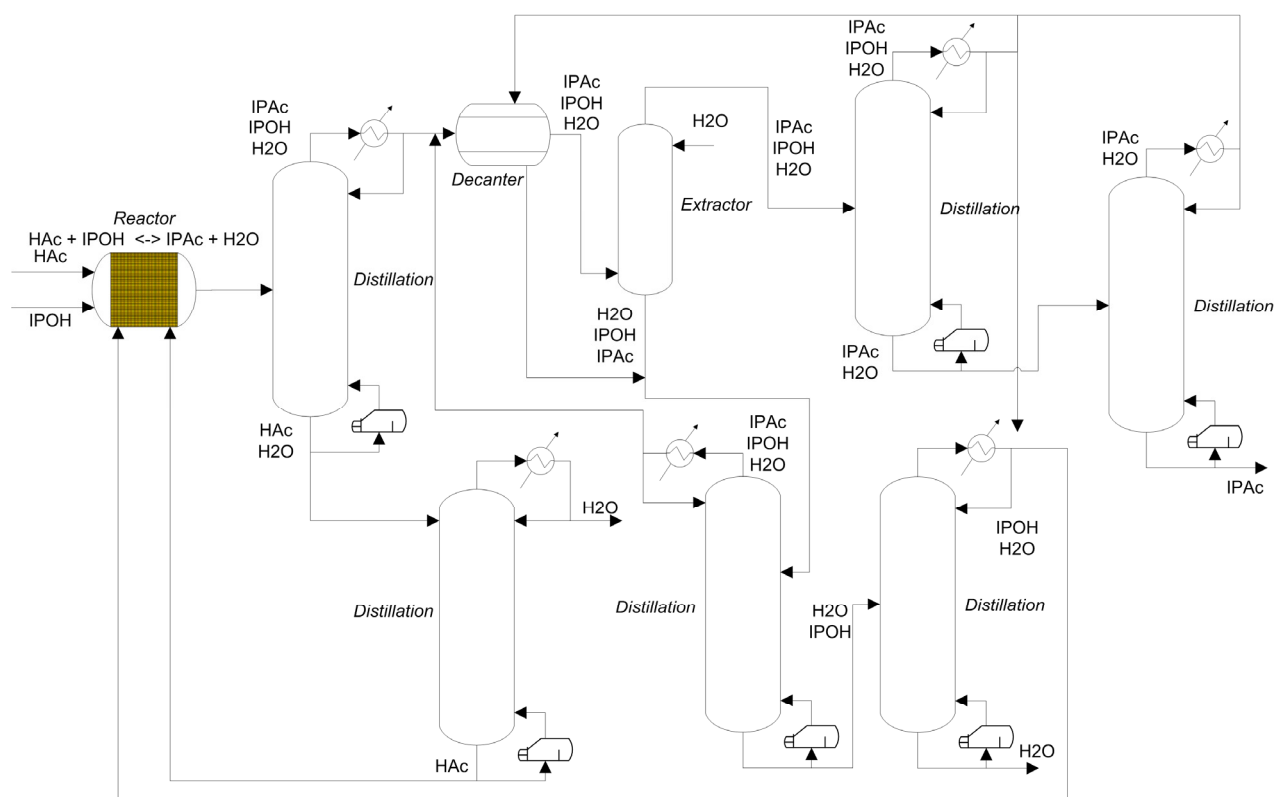 IPAc
IPOH
H2O
Reactor
HAc + IPOH <-> IPAc + H2O
HAc
IPOH
Distillation
HAc
H2O
Decanter
IPAc
IPOH
H2O
H2O
Extractor
H2O
IPOH
IPAc
IPAc
IPOH
H2O
IPAc
IPOH
H2O
Distillation
IPAc
H2O
IPAc
H2O
Distillation
IPAc
H2O
Distillation
HAc
IPAc
IPOH
H2O
Distillation
H2O
IPOH
IPOH
H2O
Distillation
H2O